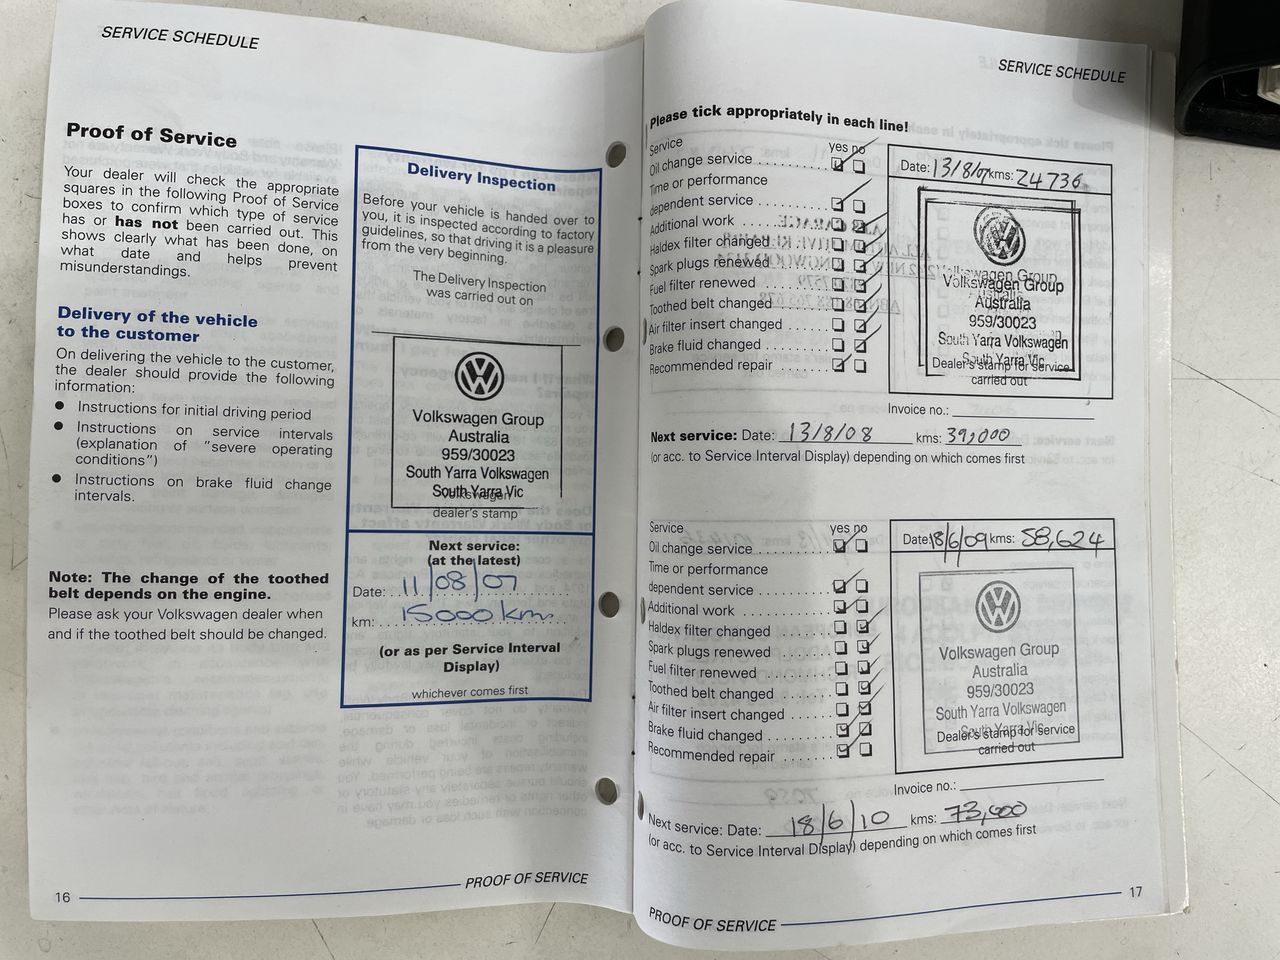 SERVICE SCHEDULE
Proof of Service
Your dealer will check the appropriate
squares in the following Proof of Service
boxes to confirm which type of service
has or has not been carried out. This
shows clearly what has been done, on
what date and helps prevent
misunderstandings.
Delivery of the vehicle
to the customer
On delivering the vehicle to the customer,
the dealer should provide the following
information:
● Instructions for initial driving period
● Instructions on service intervals
(explanation of "severe operating
conditions")
● Instructions on brake fluid change
intervals.
Note: The change of the toothed
belt depends on the engine.
Please ask your Volkswagen dealer when
and if the toothed belt should be changed.
Delivery Inspection
Before your vehicle is handed over to
you, it is inspected according to factory
guidelines, so that driving it is a pleasure
from the very beginning.
The Delivery Inspection
was carried out on
Volkswagen Group
Australia
959/30023
South Yarra Volkswagen
South Yarra Vic
Volkswagen
dealer's stamp
Next service:
(at the latest)
Date: 11/08/07
km: 15000 km
(or as per Service Interval
Display)
whichever comes first
16
PROOF OF SERVICE
SERVICE SCHEDULE
Please tick appropriately in each line!
Service yes no
Oil change service
Time or performance
dependent service
Additional work
Haldex filter changed
Spark plugs renewed
Fuel filter renewed
Toothed belt changed
Air filter insert changed
Brake fluid changed
Recommended repair
Date: 13/8/07 kms: 24736
Volkswagen Group
Australia
959/30023
South Yarra Volkswagen
South Yarra Vic
Dealer's stamp for service
carried out
Invoice no.:
Next service: Date: 13/8/08 kms: 39,000
(or acc. to Service Interval Display) depending on which comes first
Service yes no
Oil change service
Time or performance
dependent service
Additional work
Haldex filter changed
Spark plugs renewed
Fuel filter renewed
Toothed belt changed
Air filter insert changed
Brake fluid changed
Recommended repair
Date: 18/6/09 kms: 58,624
Volkswagen Group
Australia
959/30023
South Yarra Volkswagen
South Yarra Vic
Dealer's stamp for service
carried out
Invoice no.:
Next service: Date: 18/6/10 kms: 73,000
(or acc. to Service Interval Display) depending on which comes first
PROOF OF SERVICE
17